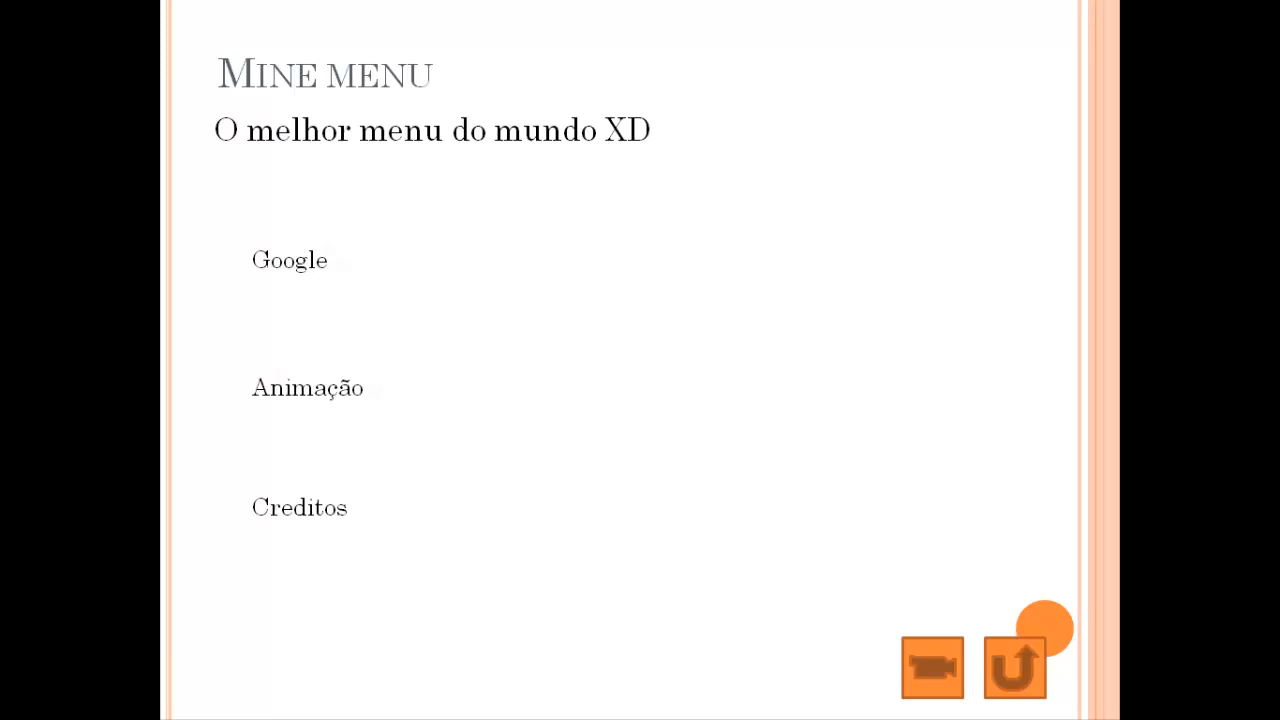 Mine menu
O melhor menu do mundo XD
Google
Animação
Creditos